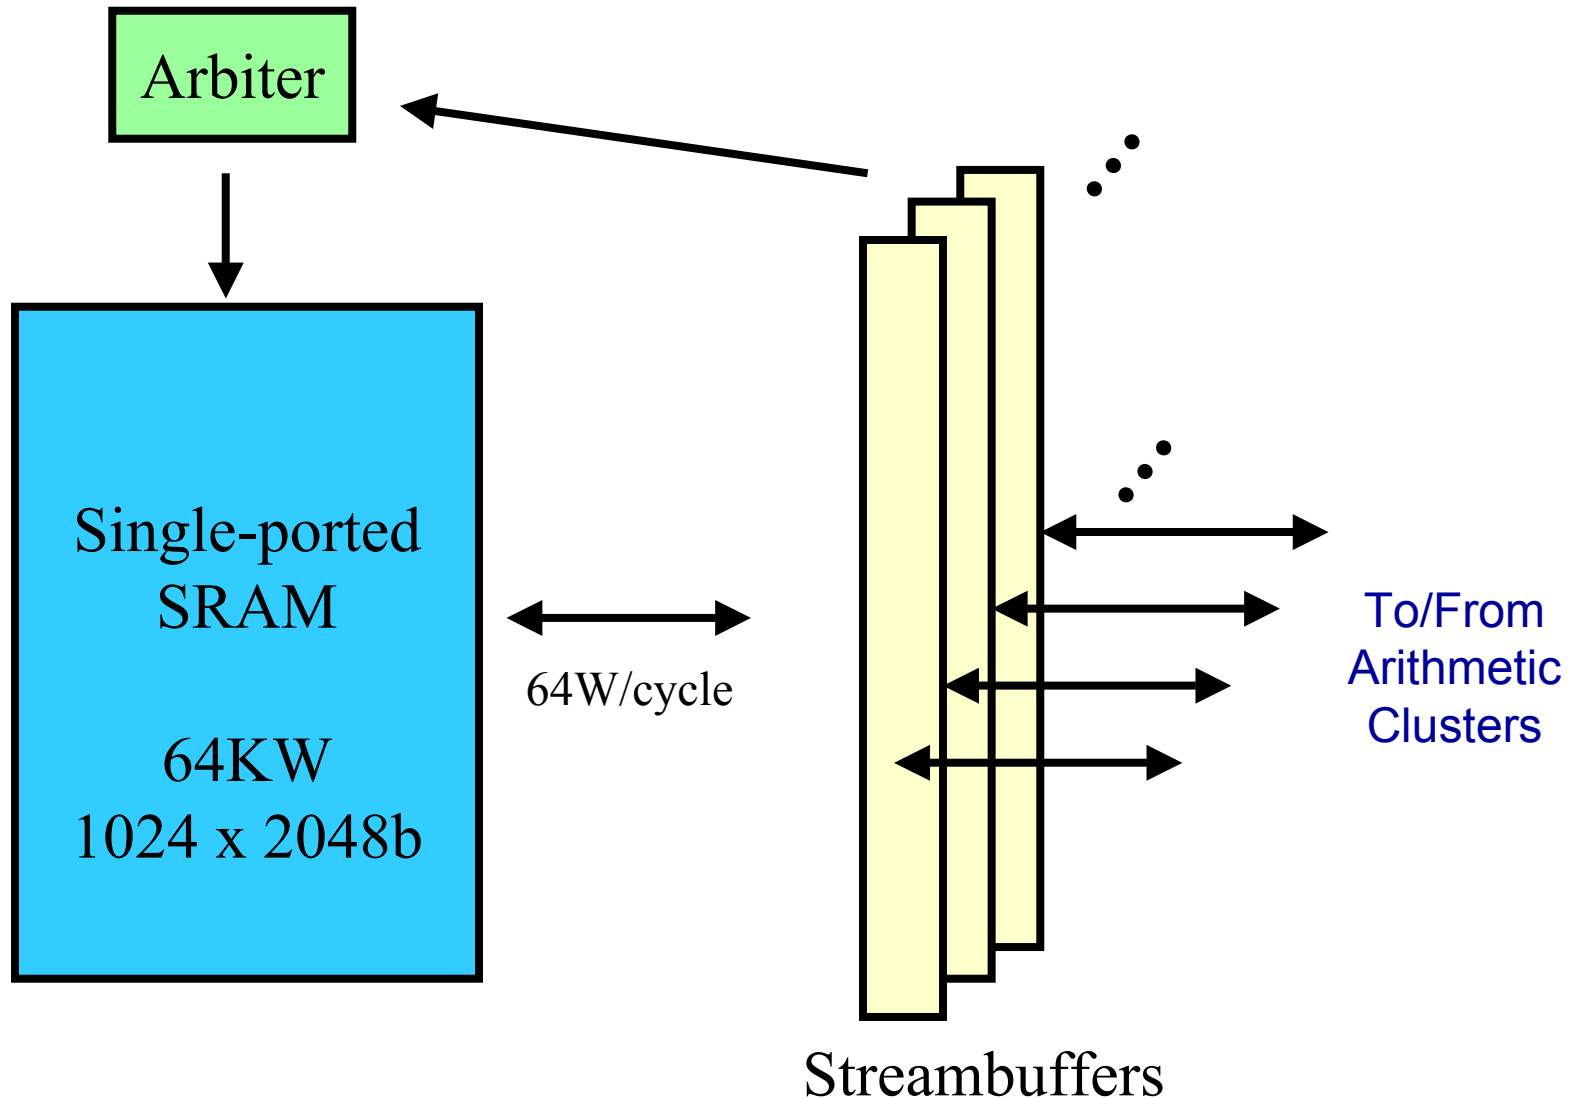 Arbiter
Single-ported
SRAM
64KW
1024 x 2048b
64W/cycle
To/From
Arithmetic
Clusters
Streambuffers